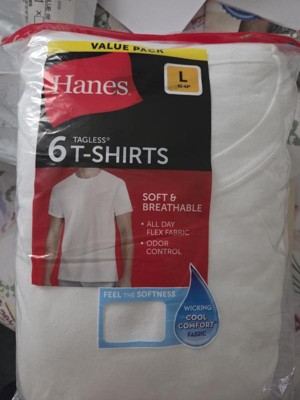 VALUE PACK
Hanes
L
TAGLESS®
6 T-SHIRTS
SOFT &
BREATHABLE
• ALL DAY
FLEX FABRIC
• ODOR
CONTROL
FEEL THE SOFTNESS
WICKING
COOL
COMFORT
FABRIC